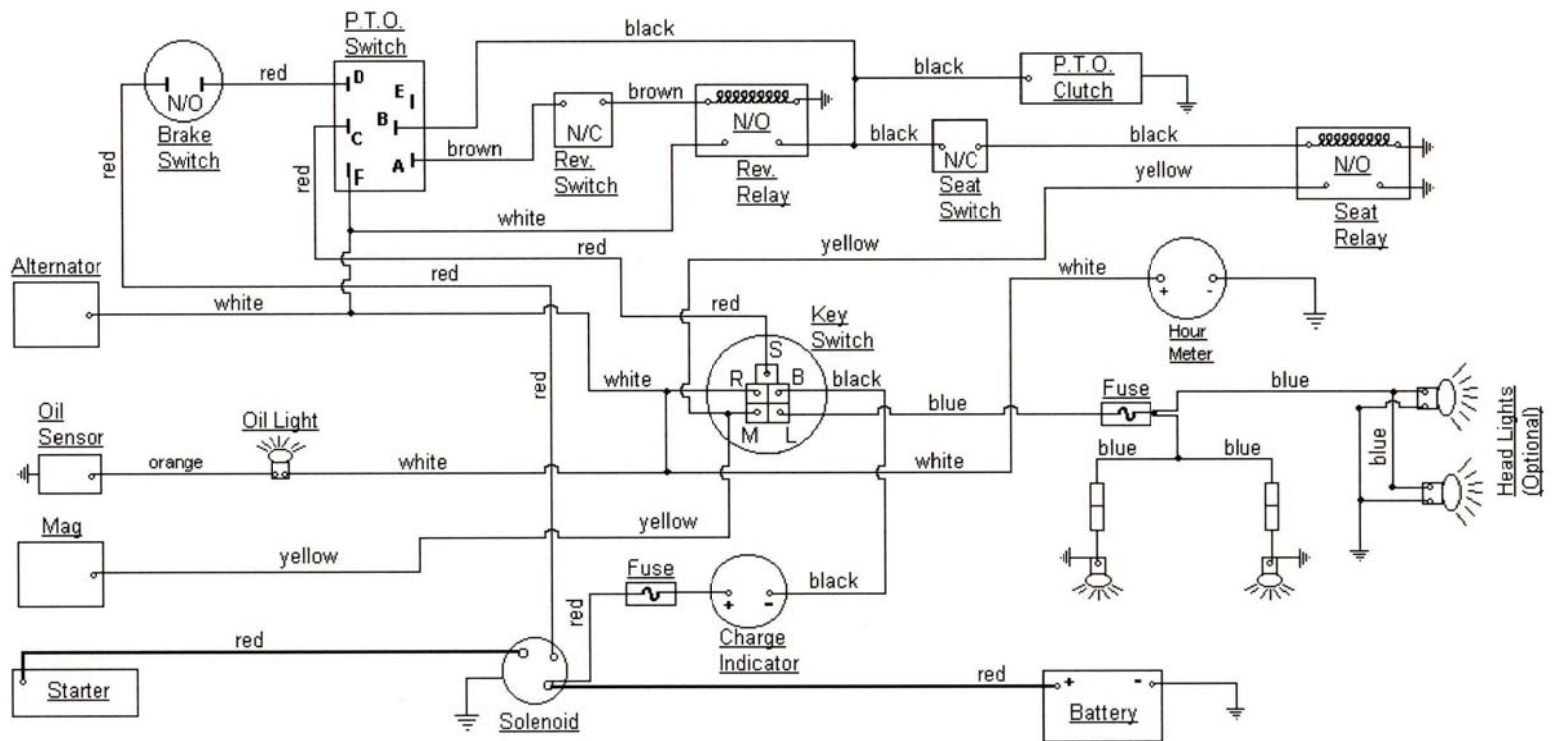 P.T.O.
Switch
black
red
D
E
B
C
A
F
N/O
Brake
Switch
black
P.T.O.
Clutch
brown
N/C
Rev.
Switch
brown
N/O
Rev.
Relay
black
N/C
Seat
Switch
black
N/O
Seat
Relay
yellow
red
red
white
red
yellow
Alternator
red
white
white
+
-
Hour
Meter
red
Key
Switch
S
R
B
M
L
white
black
red
blue
Fuse
blue
Head Lights
(Optional)
blue
blue
blue
Oil
Sensor
orange
Oil Light
white
white
Mag
yellow
yellow
Fuse
+
-
black
Charge
Indicator
red
red
Starter
Solenoid
red
+
-
Battery